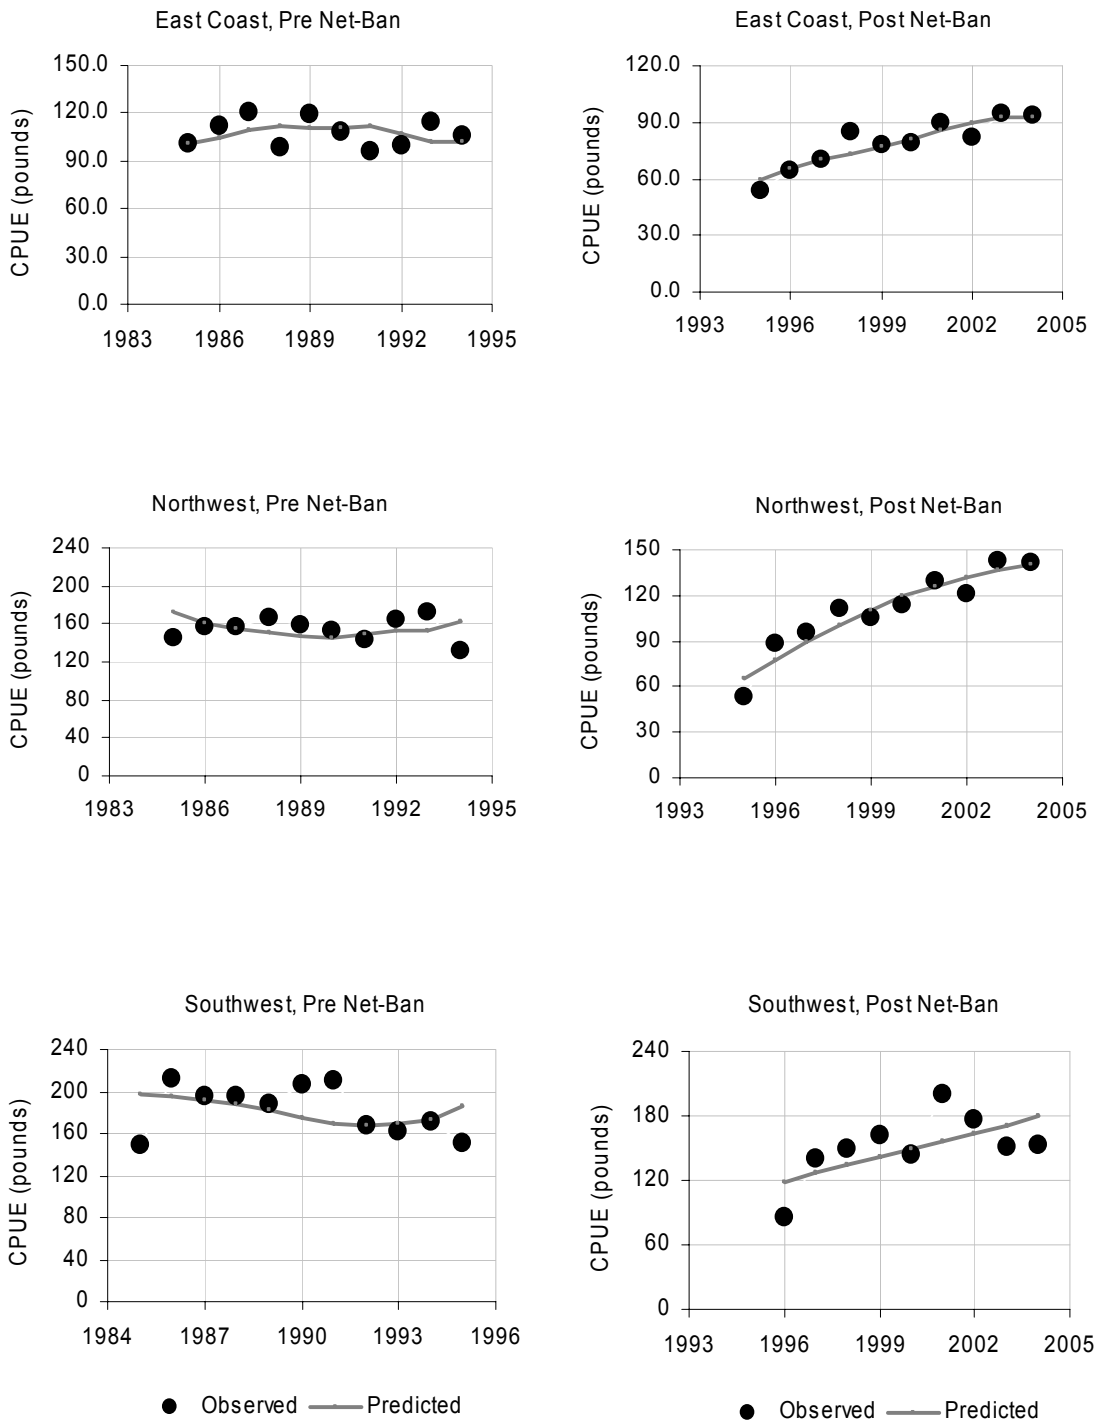 East Coast, Pre Net-Ban
CPUE (pounds)
150.0
120.0
90.0
60.0
30.0
0.0
1983 1986 1989 1992 1995
East Coast, Post Net-Ban
CPUE (pounds)
120.0
90.0
60.0
30.0
0.0
1993 1996 1999 2002 2005
Northwest, Pre Net-Ban
CPUE (pounds)
240
200
160
120
80
40
0
1983 1986 1989 1992 1995
Northwest, Post Net-Ban
CPUE (pounds)
150
120
90
60
30
0
1993 1996 1999 2002 2005
Southwest, Pre Net-Ban
CPUE (pounds)
240
200
160
120
80
40
0
1984 1987 1990 1993 1996
Observed Predicted
Southwest, Post Net-Ban
CPUE (pounds)
240
180
120
60
0
1993 1996 1999 2002 2005
Observed Predicted